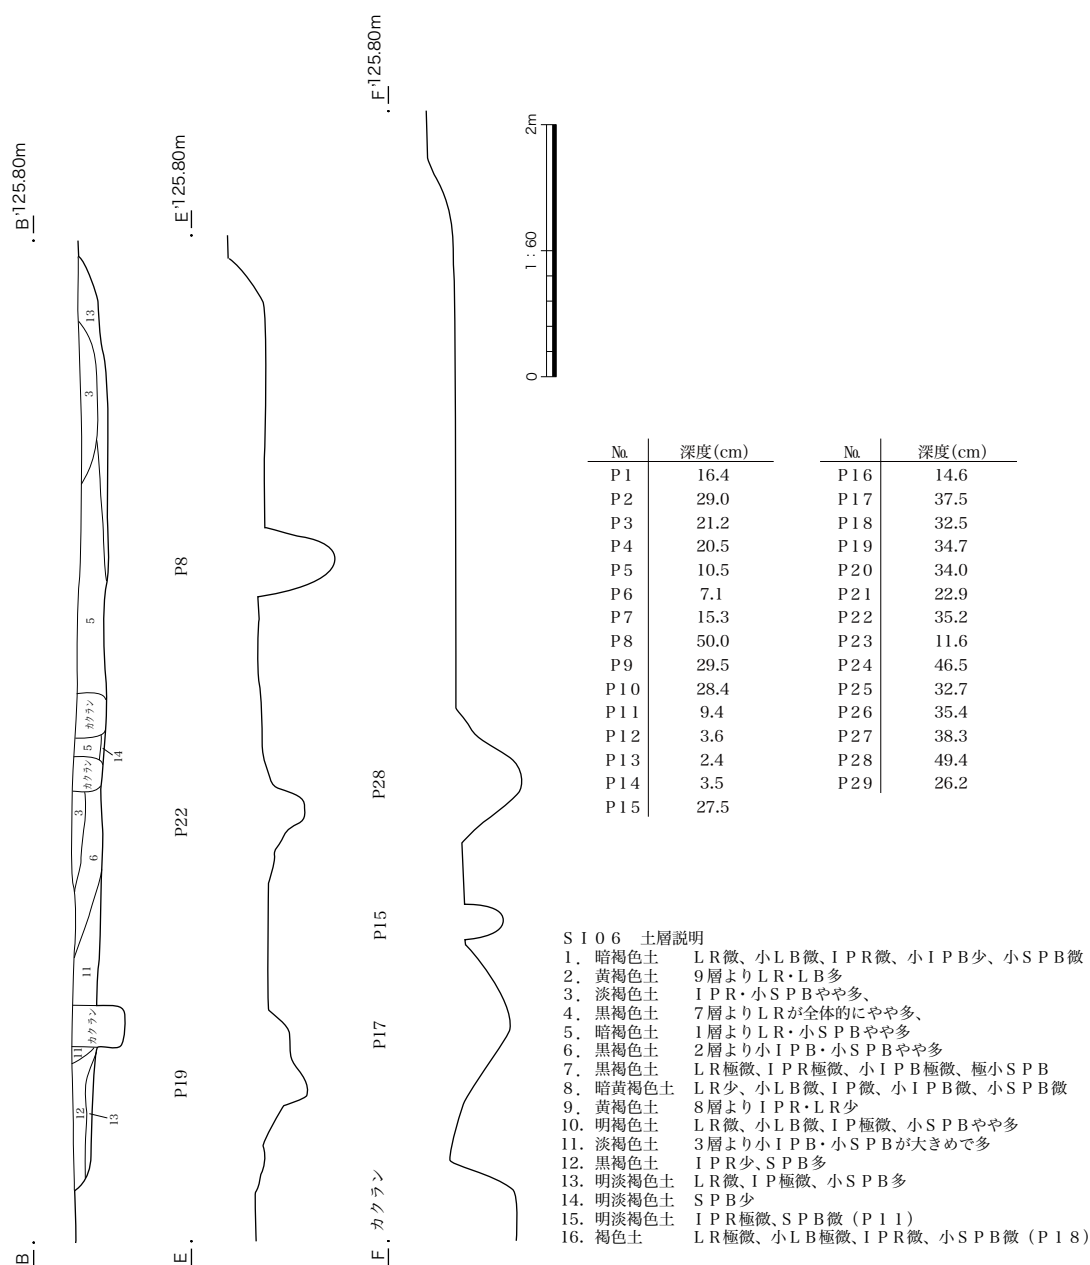 B' 125.80m
13
3
5
カクラン
5
14
カクラン
3
6
11
カクラン
11
12
13
B
E' 125.80m
P8
P22
P19
E
F' 125.80m
P28
P15
P17
カクラン
F
0
1：60
2m
№ 深度(cm)
P1 16.4
P2 29.0
P3 21.2
P4 20.5
P5 10.5
P6 7.1
P7 15.3
P8 50.0
P9 29.5
P10 28.4
P11 9.4
P12 3.6
P13 2.4
P14 3.5
P15 27.5
№ 深度(cm)
P16 14.6
P17 37.5
P18 32.5
P19 34.7
P20 34.0
P21 22.9
P22 35.2
P23 11.6
P24 46.5
P25 32.7
P26 35.4
P27 38.3
P28 49.4
P29 26.2
ＳＩ０６　土層説明
1．暗褐色土　ＬＲ微、小ＬＢ微、ＩＰＲ微、小ＩＰＢ少、小ＳＰＢ微
2．黄褐色土　９層よりＬＲ・ＬＢ多
3．淡褐色土　ＩＰＲ・小ＳＰＢやや多、
4．黒褐色土　７層よりＬＲが全体的にやや多、
5．暗褐色土　１層よりＬＲ・小ＳＰＢやや多
6．黒褐色土　２層より小ＩＰＢ・小ＳＰＢやや多
7．黒褐色土　ＬＲ極微、ＩＰＲ極微、小ＩＰＢ極微、極小ＳＰＢ
8．暗黄褐色土　ＬＲ少、小ＬＢ微、ＩＰ微、小ＩＰＢ微、小ＳＰＢ微
9．黄褐色土　８層よりＩＰＲ・ＬＲ少
10．明褐色土　ＬＲ微、小ＬＢ微、ＩＰ極微、小ＳＰＢやや多
11．淡褐色土　３層より小ＩＰＢ・小ＳＰＢが大きめで多
12．黒褐色土　ＩＰＲ少、ＳＰＢ多
13．明淡褐色土　ＬＲ微、ＩＰ極微、小ＳＰＢ多
14．明淡褐色土　ＳＰＢ少
15．明淡褐色土　ＩＰＲ極微、ＳＰＢ微（Ｐ１１）
16．褐色土　ＬＲ極微、小ＬＢ極微、ＩＰＲ微、小ＳＰＢ微（Ｐ１８）